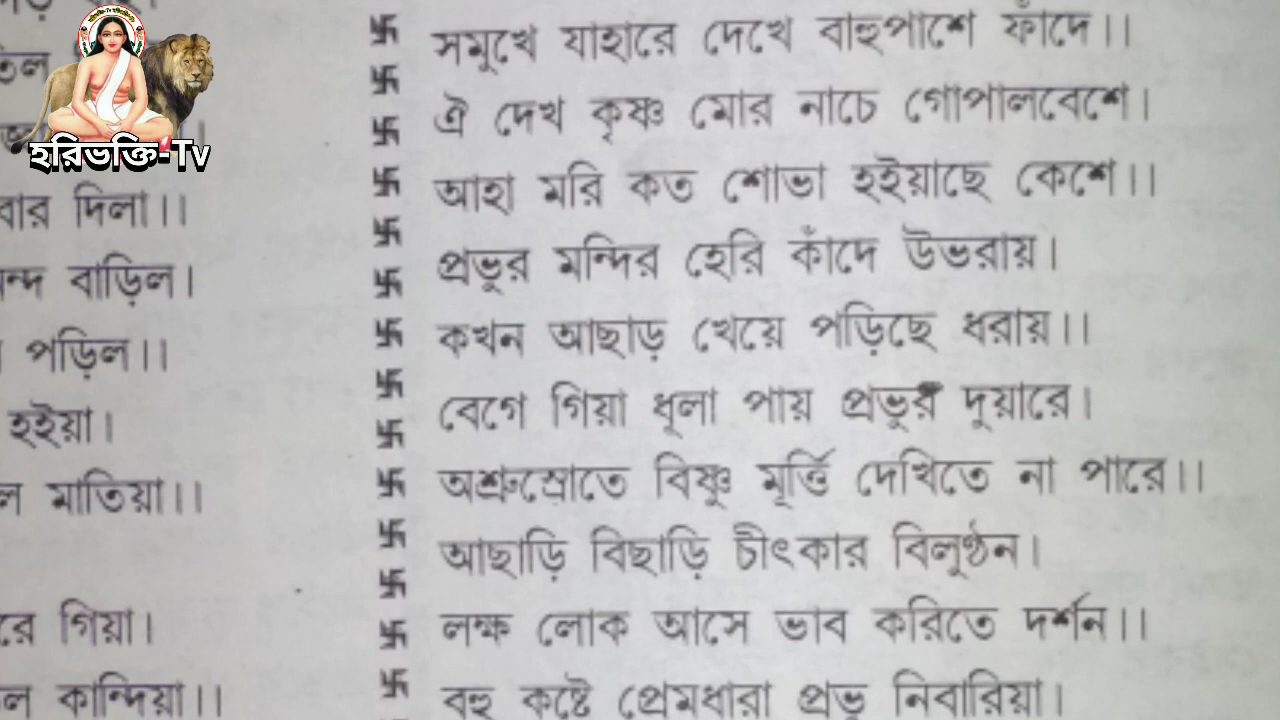 হরিভক্তি-Tv
বার দিলা।।
বাড়িল।
পড়িল।।
হইয়া।
মাতিয়া।।
গিয়া।
কান্দিয়া।।
সমুখে যাহারে দেখে বাহুপাশে ফাঁদে।।
ঐ দেখ কৃষ্ণ মোর নাচে গোপালবেশে।
আহা মরি কত শোভা হইয়াছে কেশে।।
প্রভুর মন্দির হেরি কাঁদে উভরায়।
কখন আছাড় খেয়ে পড়িছে ধরায়।।
বেগে গিয়া ধূলা পায় প্রভুর দুয়ারে।
অশ্রুস্রোতে বিষ্ণু মূর্ত্তি দেখিতে না পারে।।
আছাড়ি বিছাড়ি চীৎকার বিলুণ্ঠন।
লক্ষ লোক আসে ভাব করিতে দর্শন।।
বহু কষ্টে প্রেমধারা প্রভু নিবারিয়া।